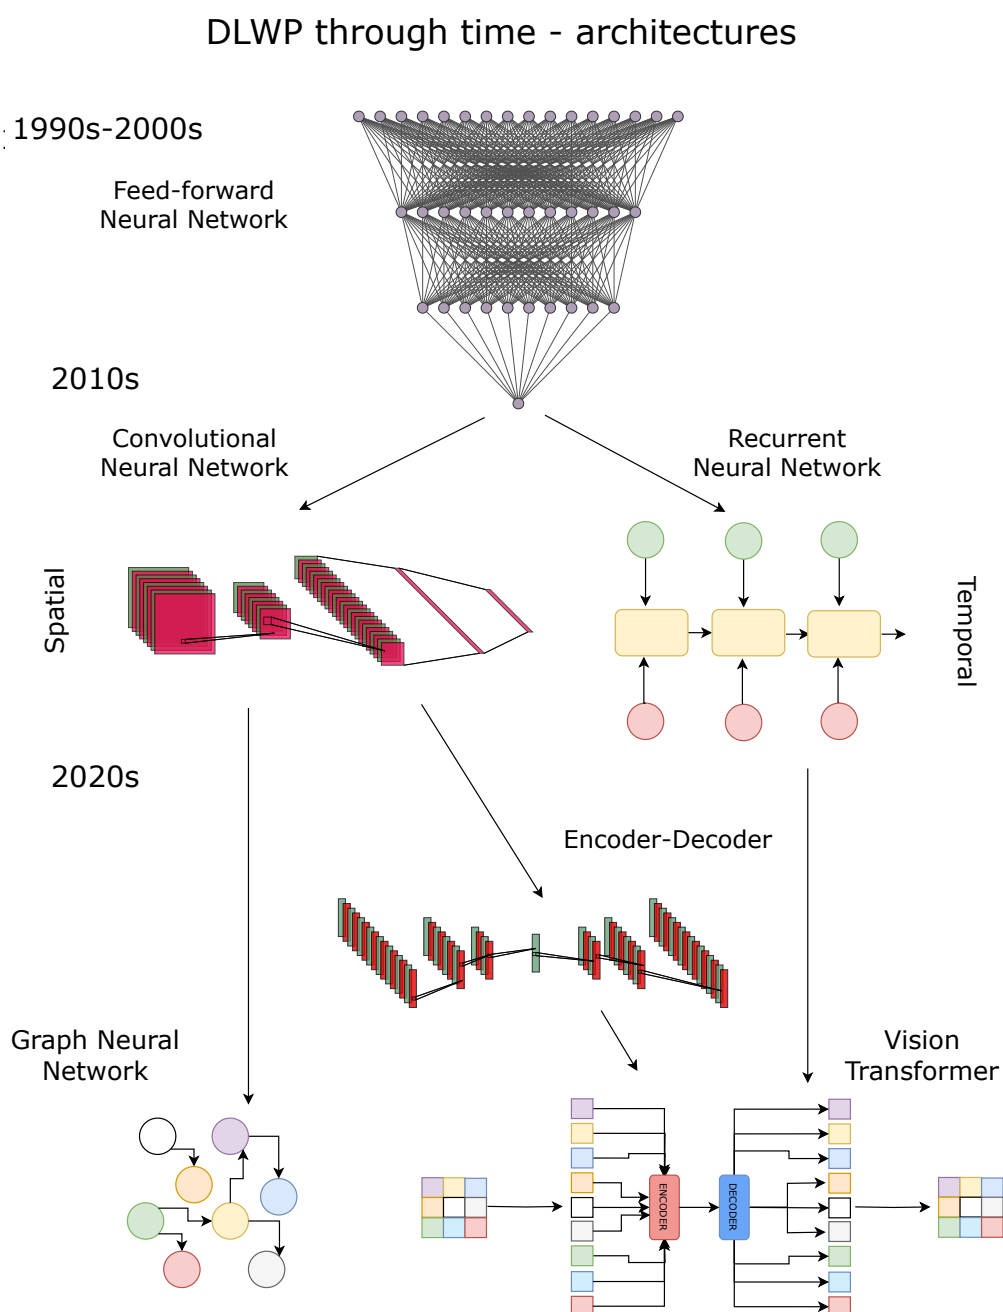 DLWP through time - architectures
1990s-2000s
Feed-forward
Neural Network
2010s
Convolutional
Neural Network
Recurrent
Neural Network
Spatial
Temporal
2020s
Encoder-Decoder
Graph Neural
Network
Vision
Transformer
ENCODER
DECODER